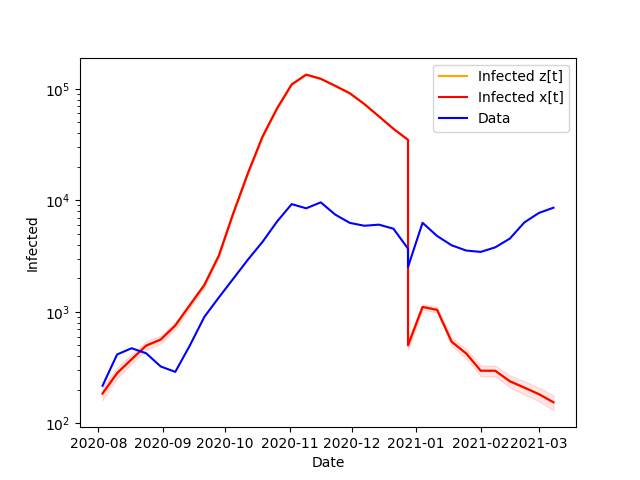 Infected z[t]
Infected x[t]
Data
10^5
10^4
10^3
10^2
Infected
2020-08
2020-09
2020-10
2020-11
2020-12
2021-01
2021-02
2021-03
Date